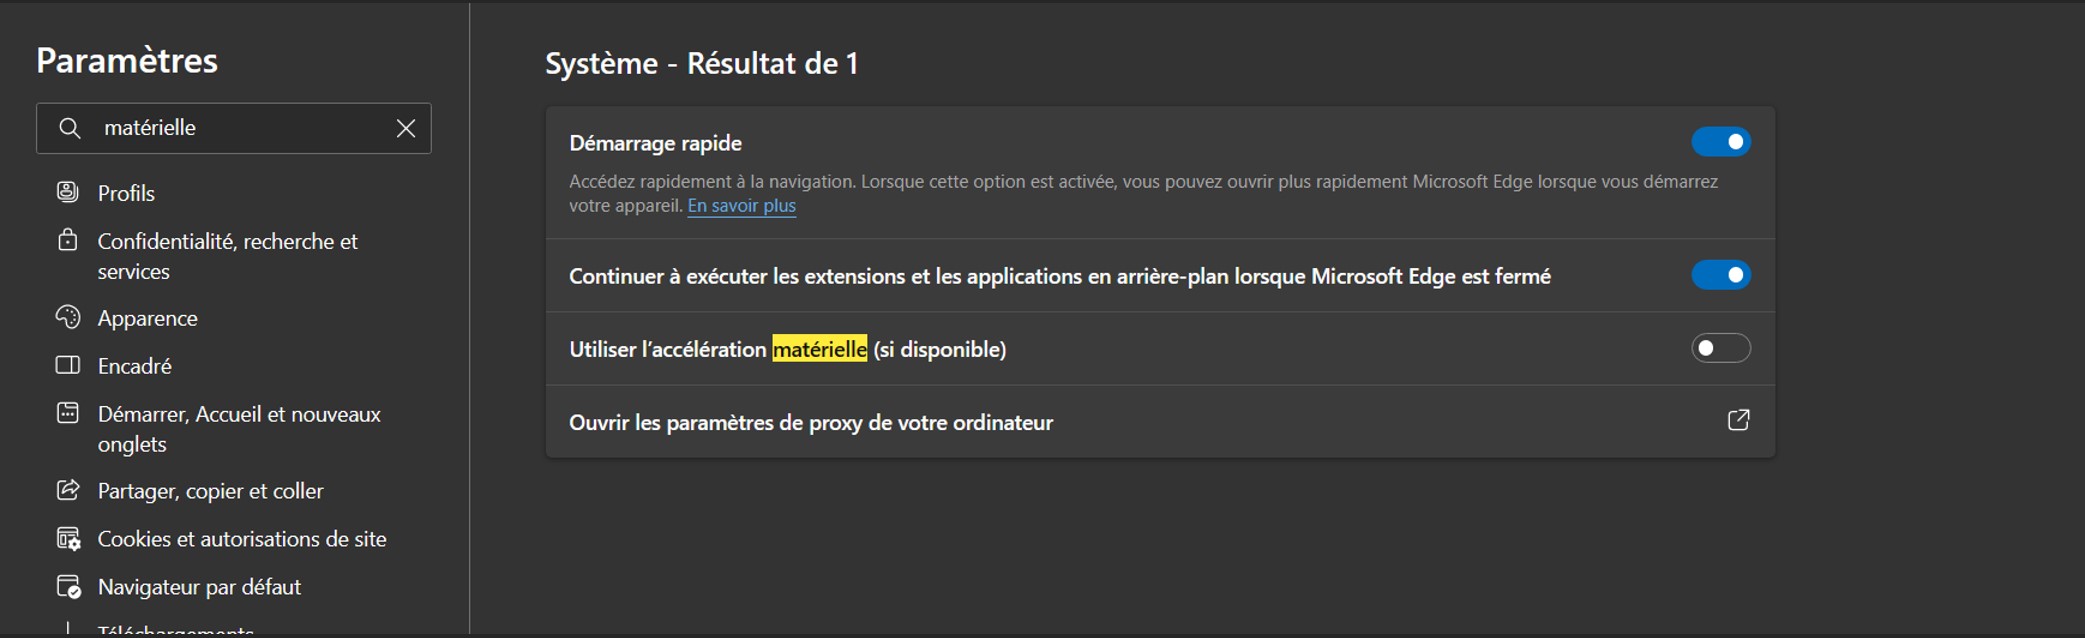 Paramètres
matérielle
Profils
Confidentialité, recherche et
services
Apparence
Encadré
Démarrer, Accueil et nouveaux
onglets
Partager, copier et coller
Cookies et autorisations de site
Navigateur par défaut
Téléchargements
Système - Résultat de 1
Démarrage rapide
Accédez rapidement à la navigation. Lorsque cette option est activée, vous pouvez ouvrir plus rapidement Microsoft Edge lorsque vous démarrez
votre appareil. En savoir plus
Continuer à exécuter les extensions et les applications en arrière-plan lorsque Microsoft Edge est fermé
Utiliser l’accélération matérielle (si disponible)
Ouvrir les paramètres de proxy de votre ordinateur